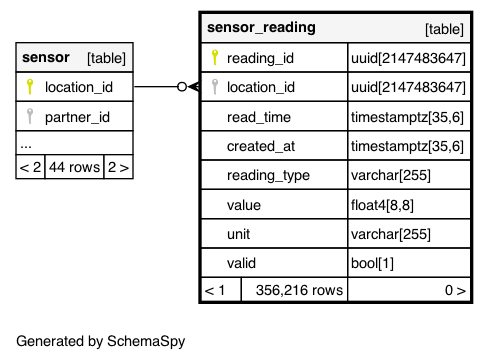 sensor [table]
location_id
partner_id
...
< 2 44 rows 2 >
sensor_reading [table]
reading_id uuid[2147483647]
location_id uuid[2147483647]
read_time timestamptz[35,6]
created_at timestamptz[35,6]
reading_type varchar[255]
value float4[8,8]
unit varchar[255]
valid bool[1]
< 1 356,216 rows 0 >
Generated by SchemaSpy